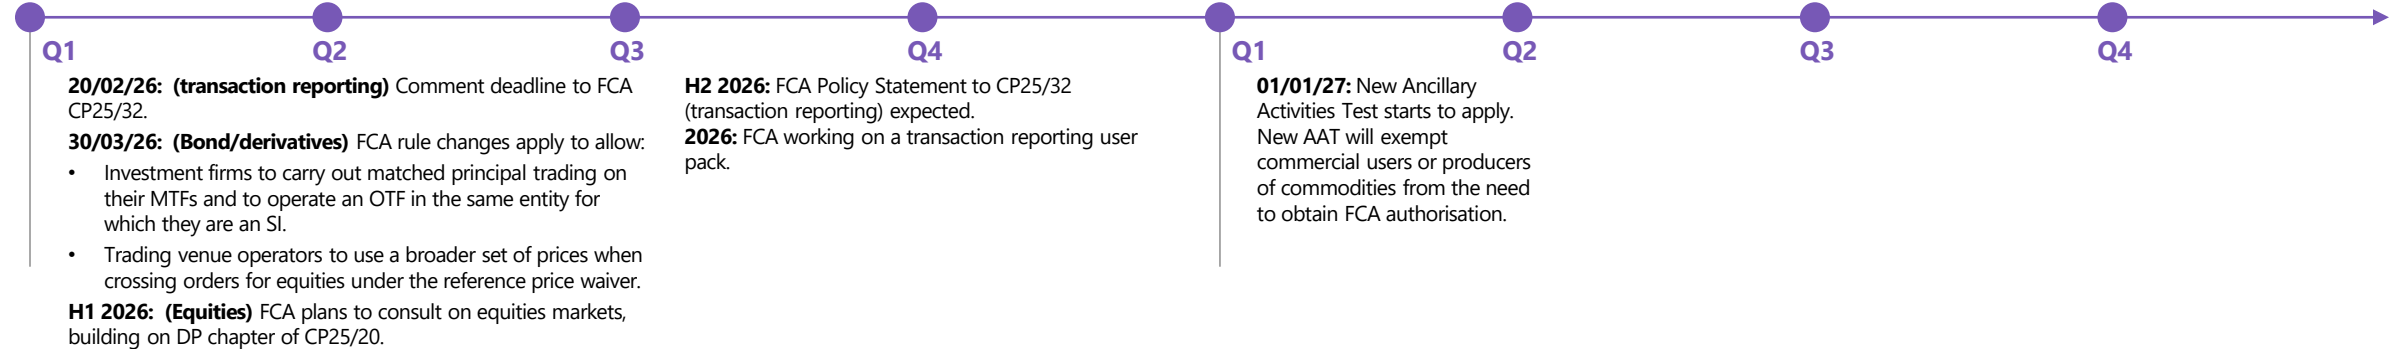 Q1
Q2
Q3
Q4
Q1
Q2
Q3
Q4
20/02/26: (transaction reporting) Comment deadline to FCA
CP25/32.
30/03/26: (Bond/derivatives) FCA rule changes apply to allow:
• Investment firms to carry out matched principal trading on
their MTFs and to operate an OTF in the same entity for
which they are an SI.
• Trading venue operators to use a broader set of prices when
crossing orders for equities under the reference price waiver.
H1 2026: (Equities) FCA plans to consult on equities markets,
building on DP chapter of CP25/20.
H2 2026: FCA Policy Statement to CP25/32
(transaction reporting) expected.
2026: FCA working on a transaction reporting user
pack.
01/01/27: New Ancillary
Activities Test starts to apply.
New AAT will exempt
commercial users or producers
of commodities from the need
to obtain FCA authorisation.